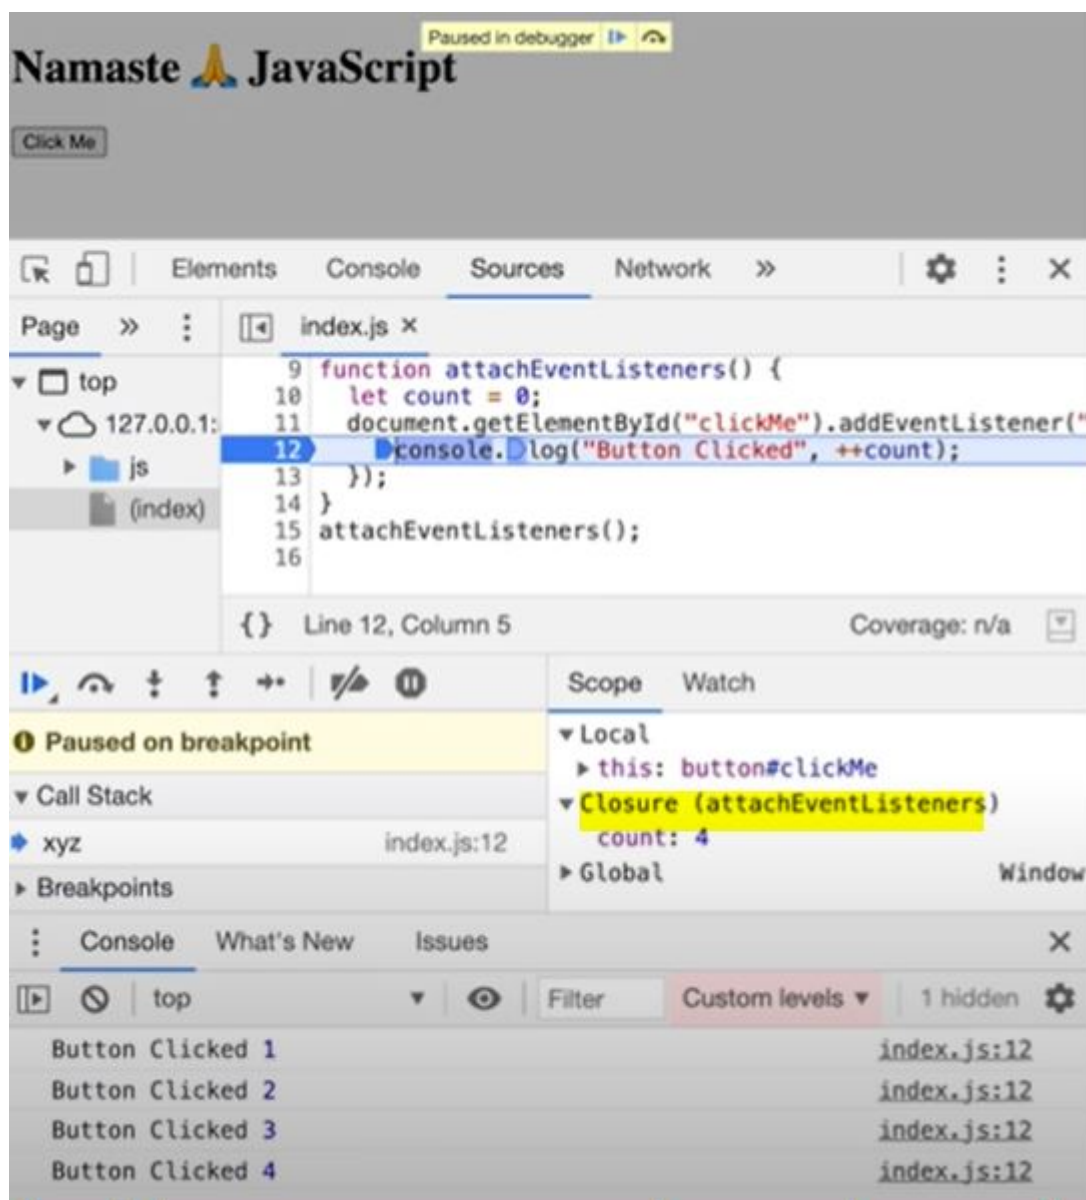 Paused in debugger
Namaste 🙏 JavaScript
Click Me
Elements Console Sources Network »
Page » index.js ×
top
127.0.0.1:
js
(index)
9 function attachEventListeners() {
10 let count = 0;
11 document.getElementById("clickMe").addEventListener("
12 console.log("Button Clicked", ++count);
13 });
14 }
15 attachEventListeners();
16
{} Line 12, Column 5 Coverage: n/a
Scope Watch
Paused on breakpoint
Call Stack
xyz index.js:12
Breakpoints
Local
this: button#clickMe
Closure (attachEventListeners)
count: 4
Global Window
Console What's New Issues
top Filter Custom levels 1 hidden
Button Clicked 1 index.js:12
Button Clicked 2 index.js:12
Button Clicked 3 index.js:12
Button Clicked 4 index.js:12